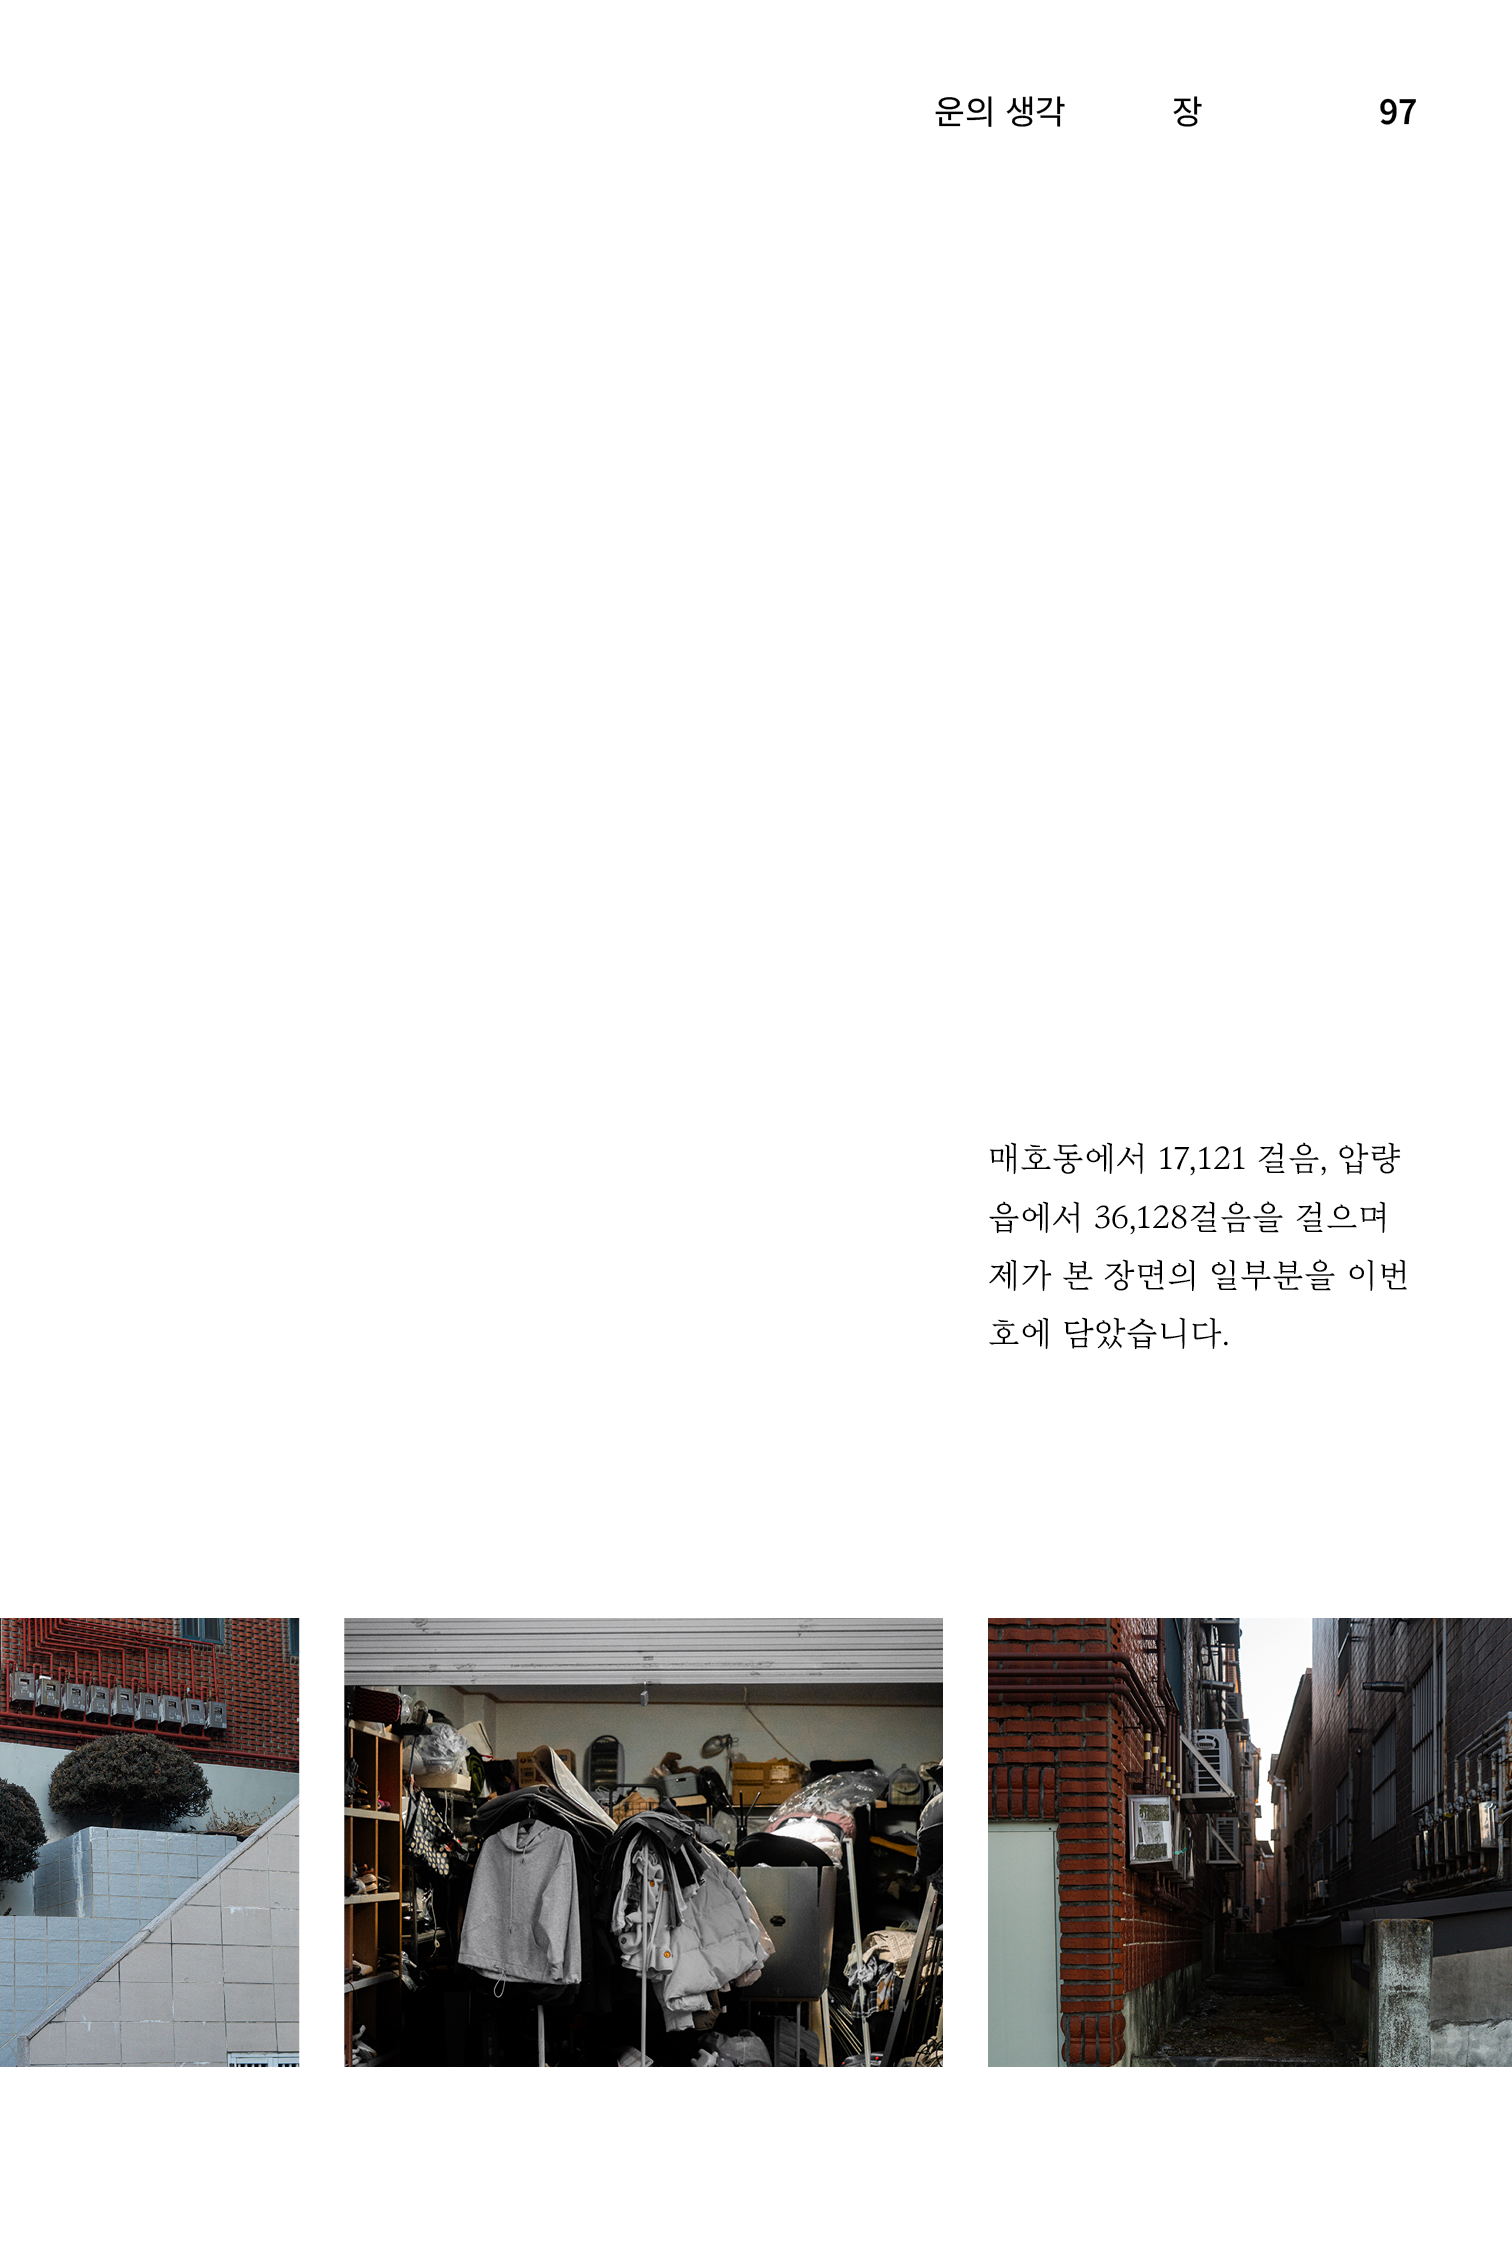 운의 생각 장 97
매호동에서 17,121 걸음, 압량
읍에서 36,128걸음을 걸으며
제가 본 장면의 일부분을 이번
호에 담았습니다.